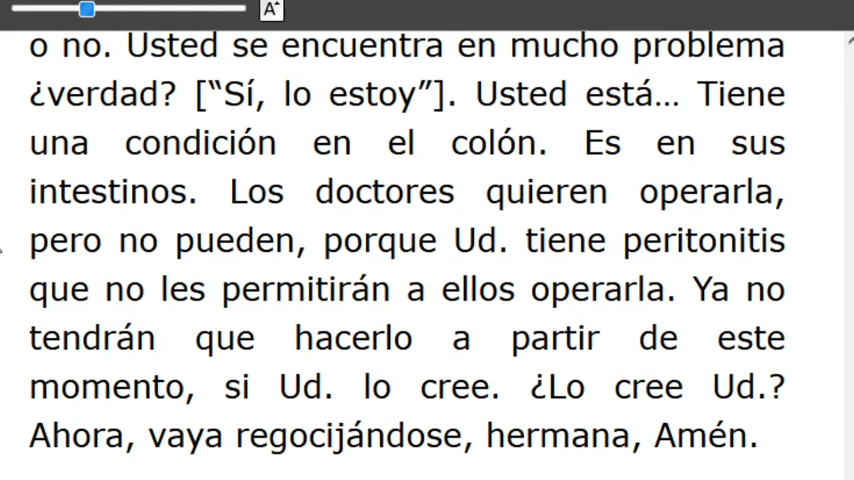 A
o no. Usted se encuentra en mucho problema
¿verdad? [“Sí, lo estoy”]. Usted está... Tiene
una condición en el colón. Es en sus
intestinos. Los doctores quieren operarla,
pero no pueden, porque Ud. tiene peritonitis
que no les permitirán a ellos operarla. Ya no
tendrán que hacerlo a partir de este
momento, si Ud. lo cree. ¿Lo cree Ud.?
Ahora, vaya regocijándose, hermana, Amén.